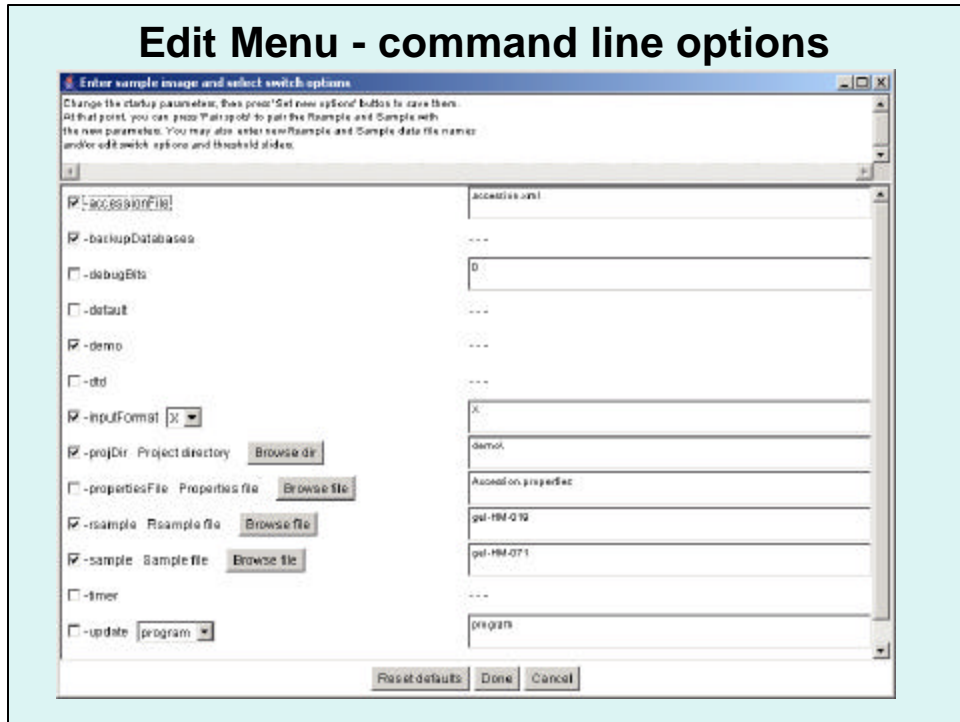 Edit Menu - command line options
Enter sample image and select switch options
Change the startup parameters, then press 'Set new options' button to save them.
At that point, you can press 'Pair spots' to pair the Rsample and Sample with
the new parameters. You may also enter new Rsample and Sample data file names
and/or edit switch options and threshold sliders.
-accessionFile accession.xml
-backupDatabases ---
-debugBits 0
-default ---
-demo ---
-dtd ---
-inputFormat X X
-projDir Project directory Browse dir demo\
-propertiesFile Properties file Browse file Accession.properties
-rsample Rsample file Browse file gel-HM-019
-sample Sample file Browse file gel-HM-071
-timer ---
-update program program
Reset defaults Done Cancel